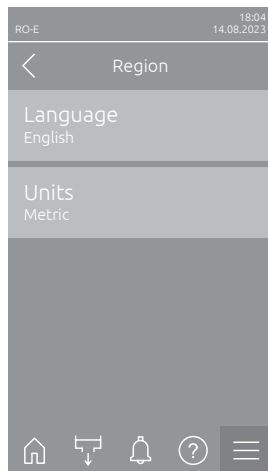 18:04
RO-E 14.08.2023
Region
Language
English
Units
Metric
?